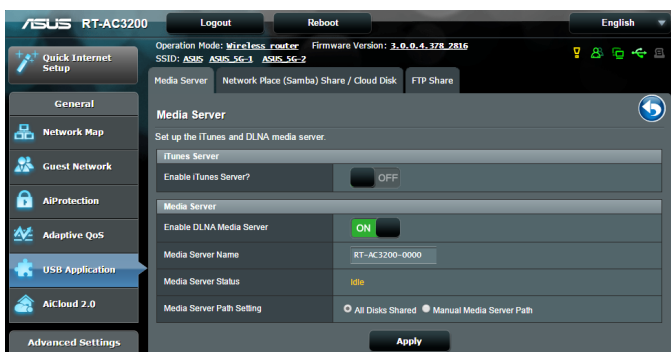 ASUS RT-AC3200 Logout Reboot English
Quick Internet Setup
Operation Mode: Wireless router Firmware Version: 3.0.0.4.378_2816
SSID: ASUS ASUS_5G-1 ASUS_5G-2
Media Server Network Place (Samba) Share / Cloud Disk FTP Share
General
Network Map
Guest Network
AiProtection
Adaptive QoS
USB Application
AiCloud 2.0
Advanced Settings
Media Server
Set up the iTunes and DLNA media server.
iTunes Server
Enable iTunes Server? OFF
Media Server
Enable DLNA Media Server ON
Media Server Name RT-AC3200-0000
Media Server Status Idle
Media Server Path Setting All Disks Shared Manual Media Server Path
Apply